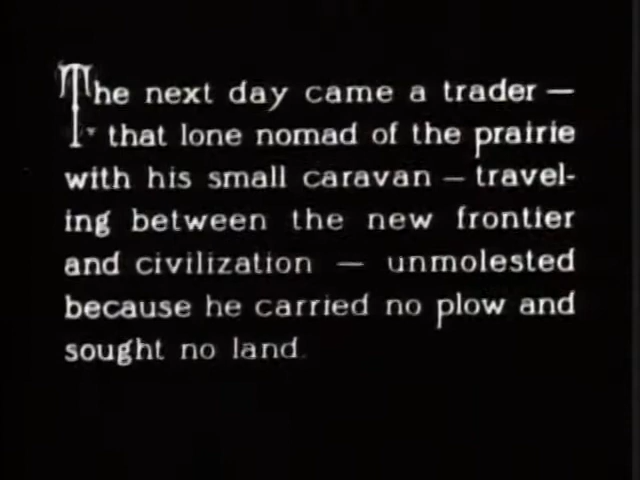 The next day came a trader —
that lone nomad of the prairie
with his small caravan — travel-
ing between the new frontier
and civilization — unmolested
because he carried no plow and
sought no land.